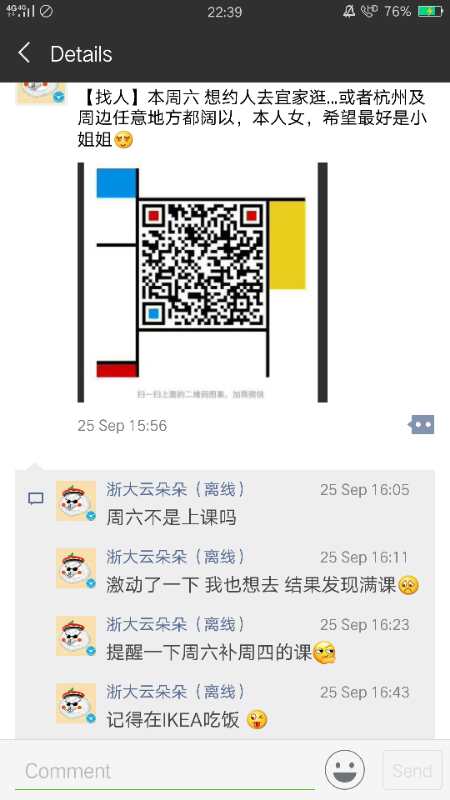 4G 4G 22:39 HD 76%
Details
【找人】本周六 想约人去宜家逛...或者杭州及
周边任意地方都阔以，本人女，希望最好是小
姐姐
扫一扫上面的二维码图案，加我微信
25 Sep 15:56
浙大云朵朵（离线） 25 Sep 16:05
周六不是上课吗
浙大云朵朵（离线） 25 Sep 16:11
激动了一下 我也想去 结果发现满课
浙大云朵朵（离线） 25 Sep 16:23
提醒一下周六补周四的课
浙大云朵朵（离线） 25 Sep 16:43
记得在IKEA吃饭
Comment Send